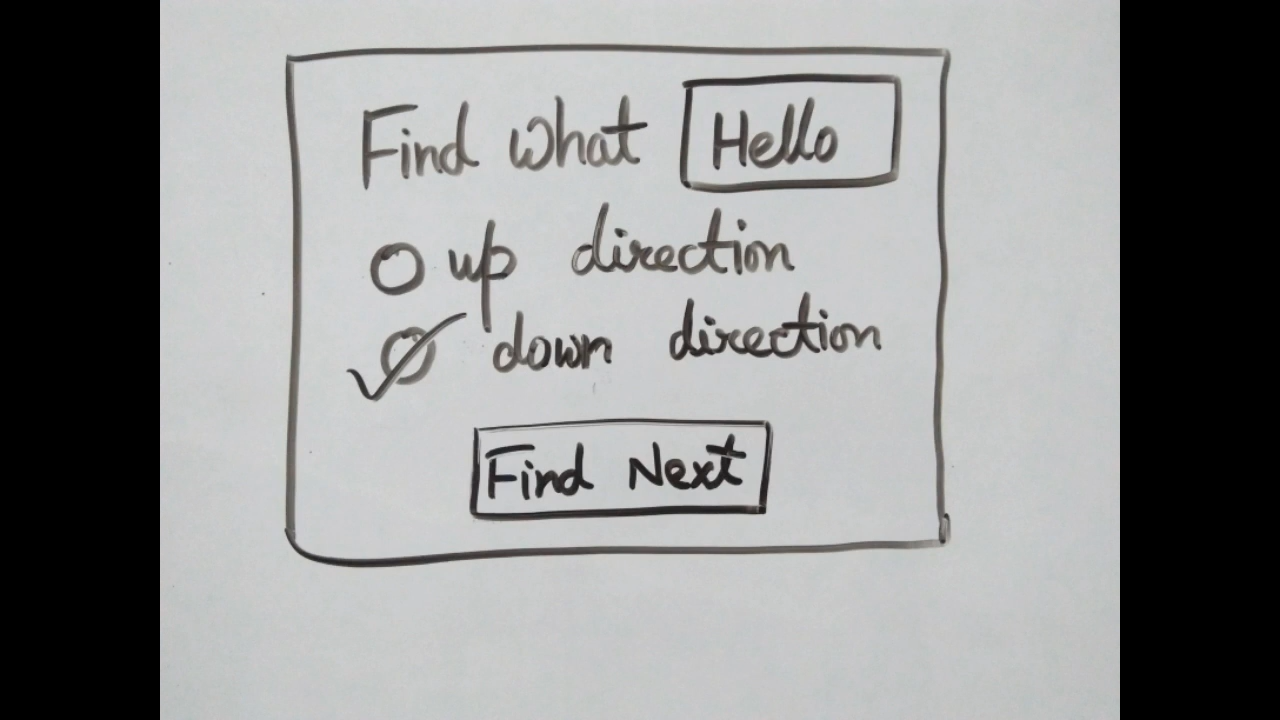 Find what Hello
up direction
down direction
Find Next